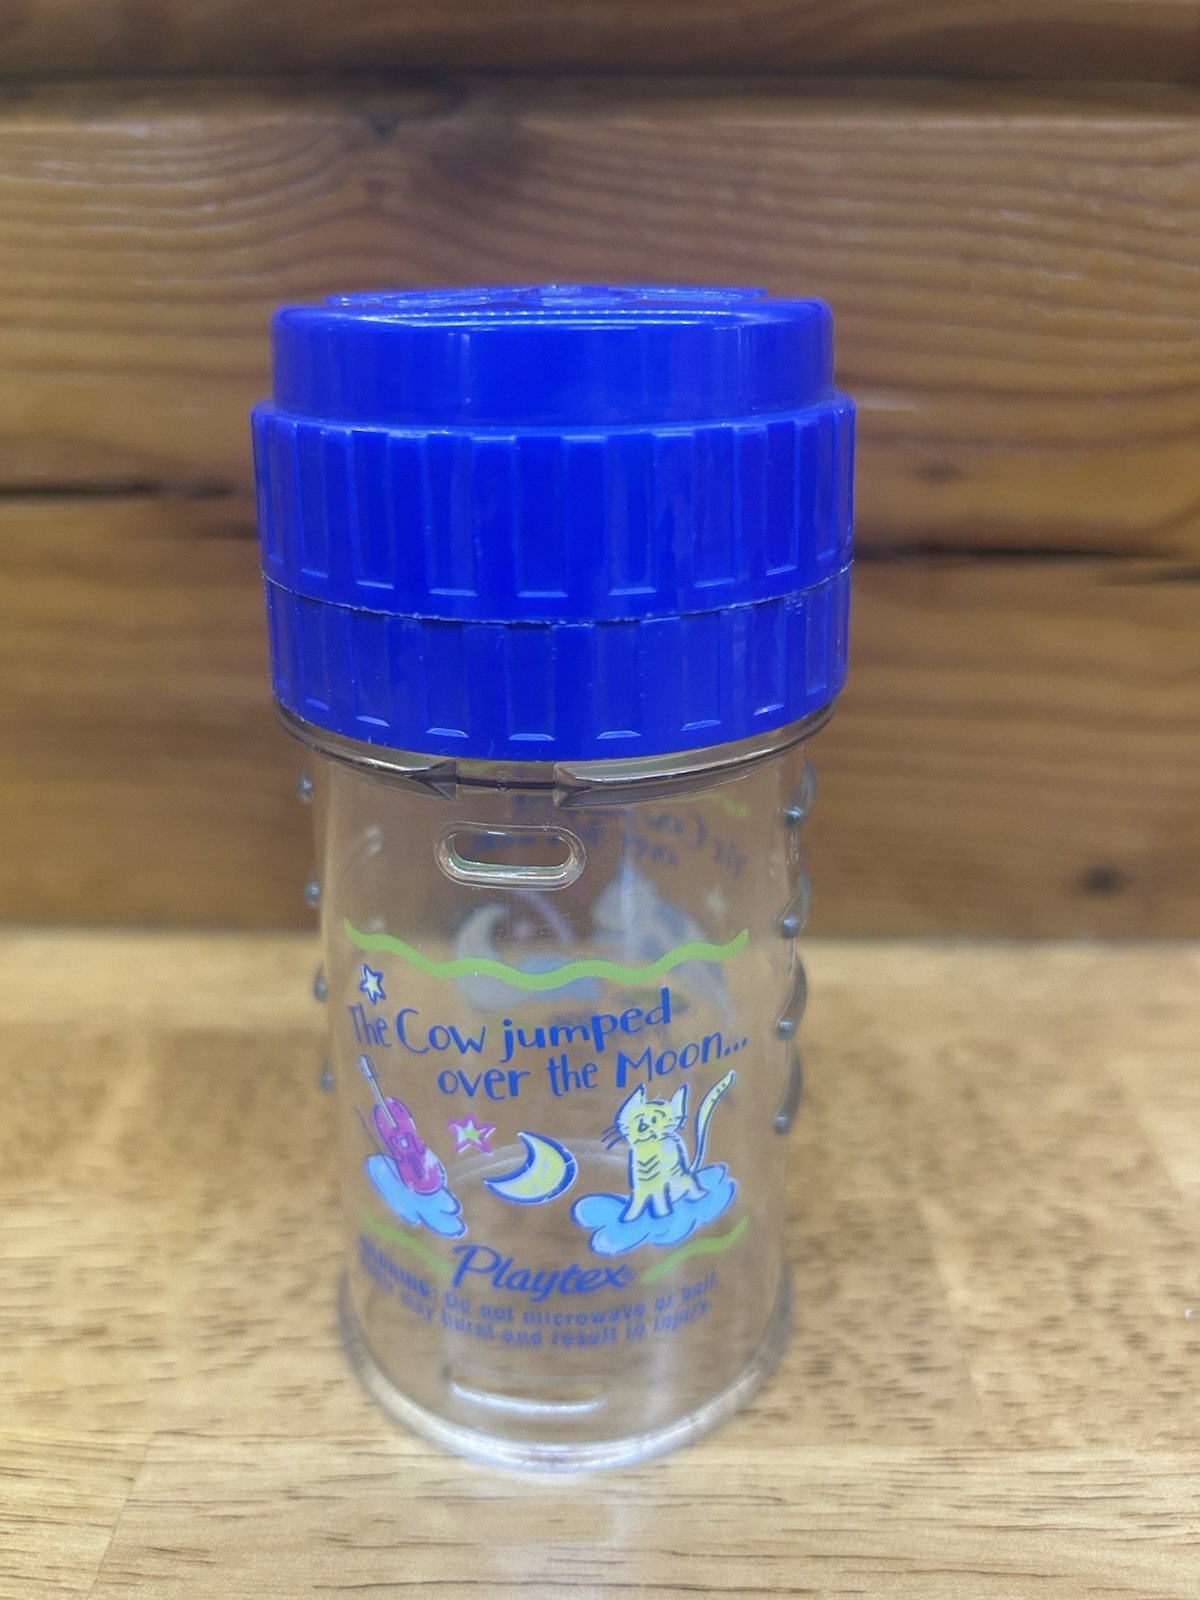 The Cow jumped
over the Moon...
Playtex®
WARNING: Do not microwave or boil.
may burst and result in injury.